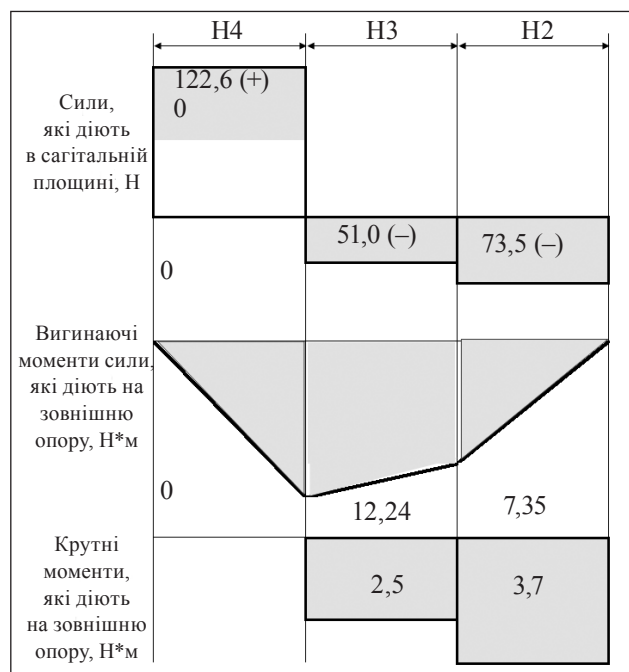 H4 H3 H2
Сили,
які діють
в сагітальній
площині, Н
122,6 (+)
0
51,0 (–)
73,5 (–)
0
Вигинаючі
моменти сили,
які діють на
зовнішню
опору, Н*м
0
12,24
7,35
Крутні
моменти,
які діють
на зовнішню
опору, Н*м
2,5
3,7